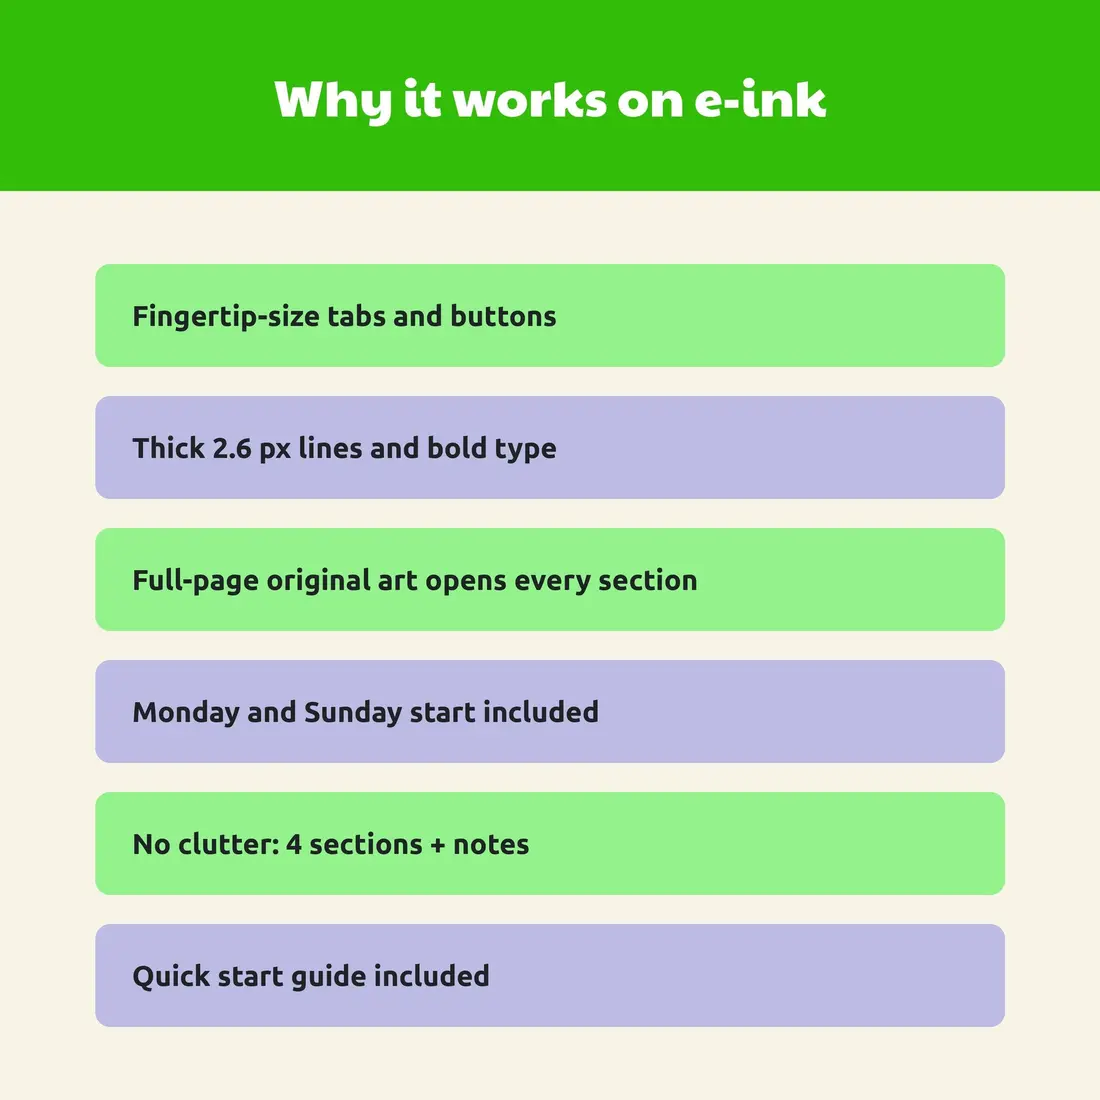 Why it works on e-ink
Fingertip-size tabs and buttons
Thick 2.6 px lines and bold type
Full-page original art opens every section
Monday and Sunday start included
No clutter: 4 sections + notes
Quick start guide included